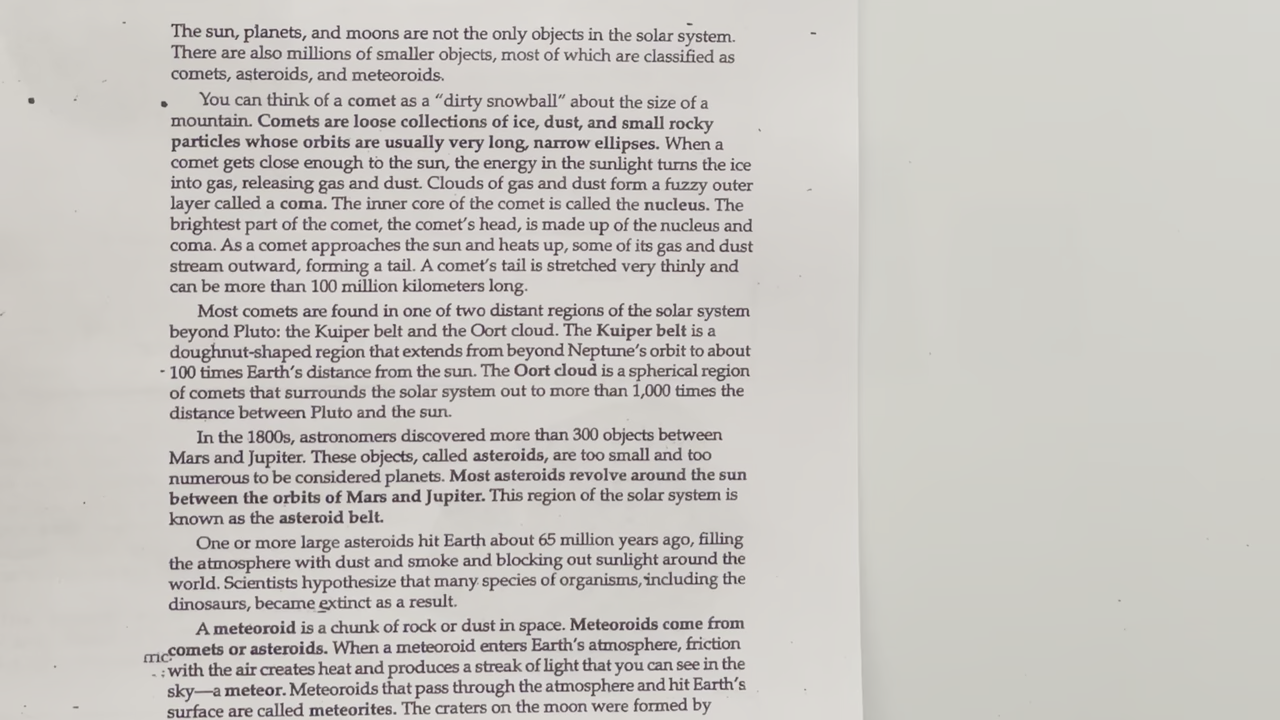 The sun, planets, and moons are not the only objects in the solar system.
There are also millions of smaller objects, most of which are classified as
comets, asteroids, and meteoroids.
You can think of a comet as a "dirty snowball" about the size of a
mountain. Comets are loose collections of ice, dust, and small rocky
particles whose orbits are usually very long, narrow ellipses. When a
comet gets close enough to the sun, the energy in the sunlight turns the ice
into gas, releasing gas and dust. Clouds of gas and dust form a fuzzy outer
layer called a coma. The inner core of the comet is called the nucleus. The
brightest part of the comet, the comet's head, is made up of the nucleus and
coma. As a comet approaches the sun and heats up, some of its gas and dust
stream outward, forming a tail. A comet's tail is stretched very thinly and
can be more than 100 million kilometers long.
Most comets are found in one of two distant regions of the solar system
beyond Pluto: the Kuiper belt and the Oort cloud. The Kuiper belt is a
doughnut-shaped region that extends from beyond Neptune's orbit to about
100 times Earth's distance from the sun. The Oort cloud is a spherical region
of comets that surrounds the solar system out to more than 1,000 times the
distance between Pluto and the sun.
In the 1800s, astronomers discovered more than 300 objects between
Mars and Jupiter. These objects, called asteroids, are too small and too
numerous to be considered planets. Most asteroids revolve around the sun
between the orbits of Mars and Jupiter. This region of the solar system is
known as the asteroid belt.
One or more large asteroids hit Earth about 65 million years ago, filling
the atmosphere with dust and smoke and blocking out sunlight around the
world. Scientists hypothesize that many species of organisms, including the
dinosaurs, became extinct as a result.
A meteoroid is a chunk of rock or dust in space. Meteoroids come from
comets or asteroids. When a meteoroid enters Earth's atmosphere, friction
with the air creates heat and produces a streak of light that you can see in the
sky—a meteor. Meteoroids that pass through the atmosphere and hit Earth's
surface are called meteorites. The craters on the moon were formed by